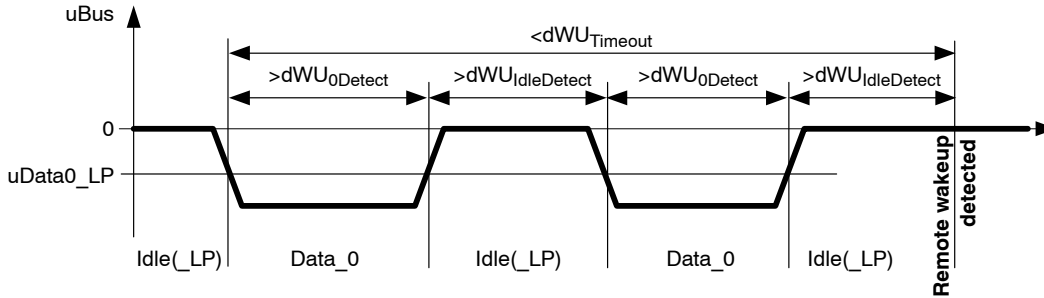 uBus
<dWUTimeout
>dWU0Detect >dWUIdleDetect >dWU0Detect >dWUIdleDetect
0
uData0_LP
Idle(_LP) Data_0 Idle(_LP) Data_0 Idle(_LP)
Remote wakeup
detected